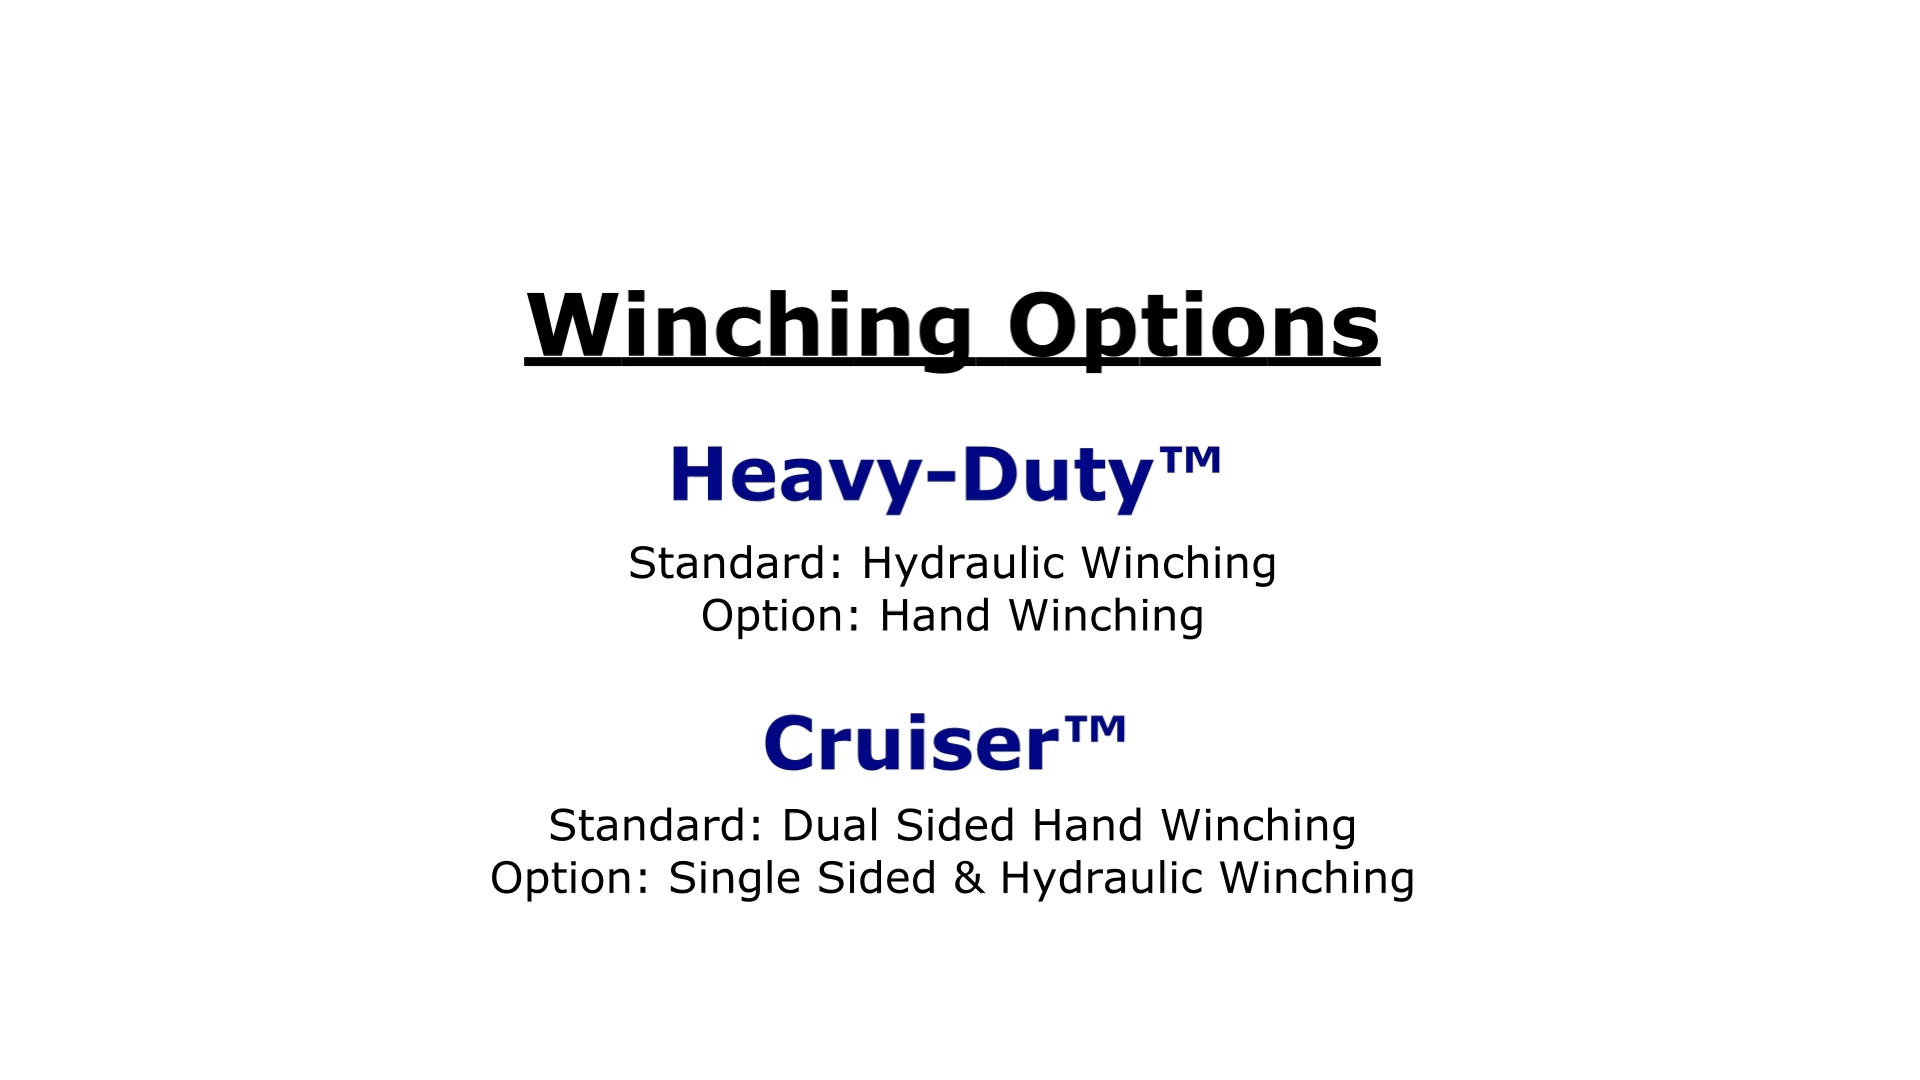 Winching Options
Heavy-Duty™
Standard: Hydraulic Winching
Option: Hand Winching
Cruiser™
Standard: Dual Sided Hand Winching
Option: Single Sided & Hydraulic Winching